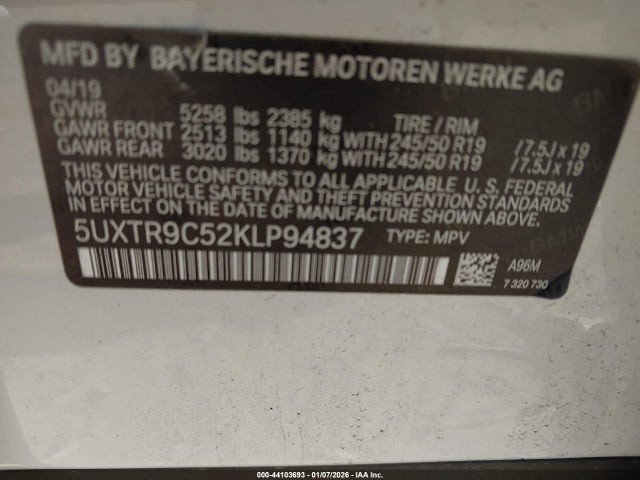 MFD BY BAYERISCHE MOTOREN WERKE AG
04/19
GVWR 5258 lbs 2385 kg TIRE / RIM
GAWR FRONT 2513 lbs 1140 kg WITH 245/50 R19 /7.5J x 19
GAWR REAR 3020 lbs 1370 kg WITH 245/50 R19 /7.5J x 19
THIS VEHICLE CONFORMS TO ALL APPLICABLE U. S. FEDERAL
MOTOR VEHICLE SAFETY AND THEFT PREVENTION STANDARDS
IN EFFECT ON THE DATE OF MANUFACTURE SHOWN ABOVE.
5UXTR9C52KLP94837 TYPE: MPV
A96M
7 320 730
000-44103693 - 01/07/2026 - IAA Inc.